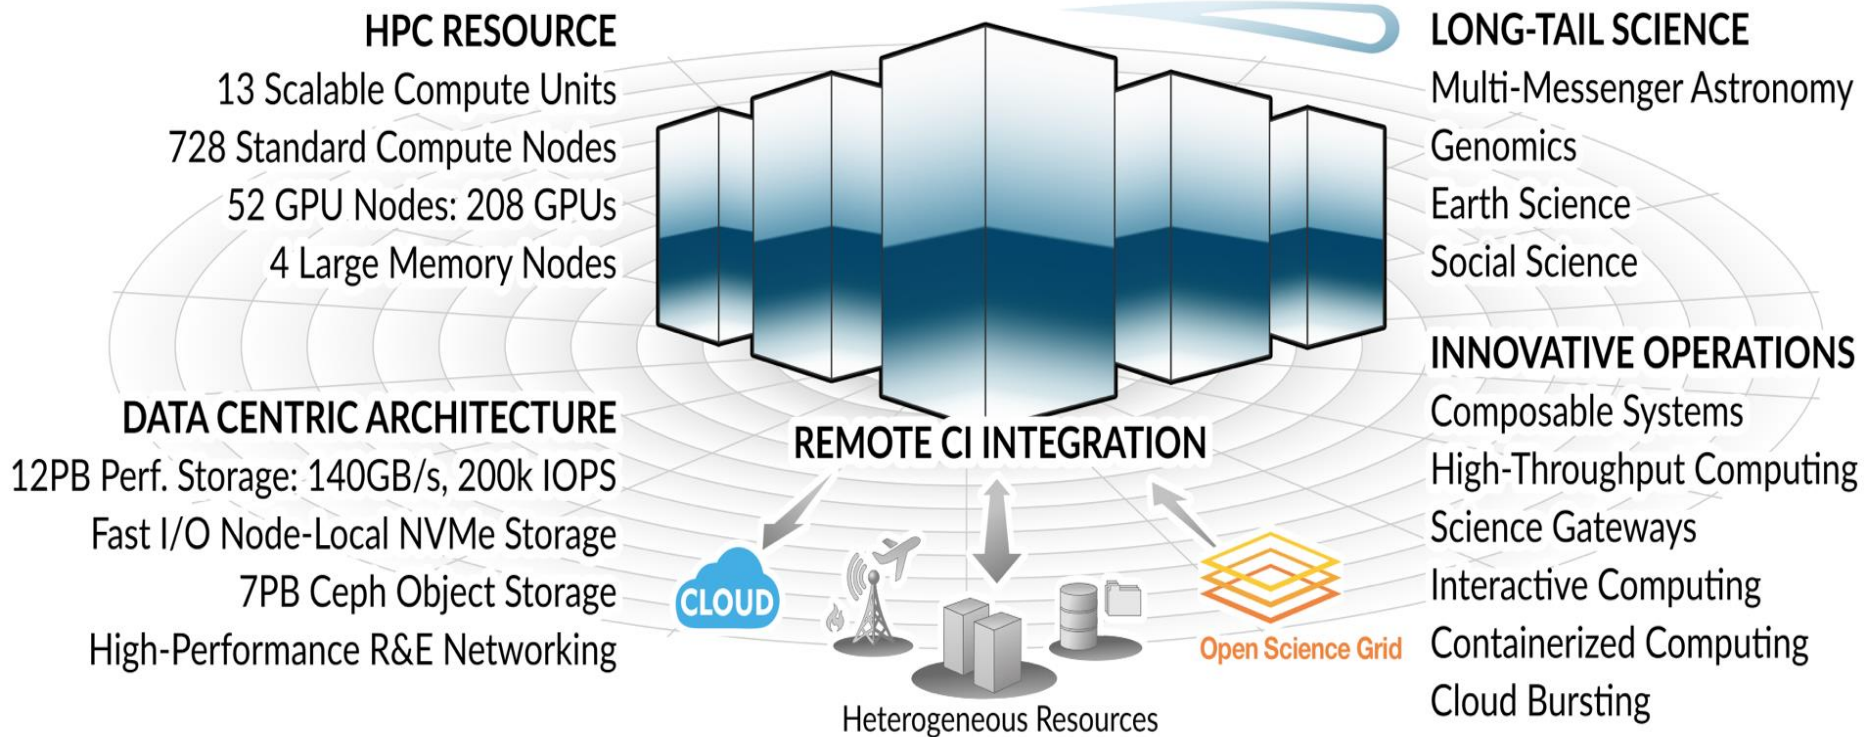 HPC RESOURCE
13 Scalable Compute Units
728 Standard Compute Nodes
52 GPU Nodes: 208 GPUs
4 Large Memory Nodes
DATA CENTRIC ARCHITECTURE
12PB Perf. Storage: 140GB/s, 200k IOPS
Fast I/O Node-Local NVMe Storage
7PB Ceph Object Storage
High-Performance R&E Networking
REMOTE CI INTEGRATION
CLOUD
Heterogeneous Resources
Open Science Grid
LONG-TAIL SCIENCE
Multi-Messenger Astronomy
Genomics
Earth Science
Social Science
INNOVATIVE OPERATIONS
Composable Systems
High-Throughput Computing
Science Gateways
Interactive Computing
Containerized Computing
Cloud Bursting